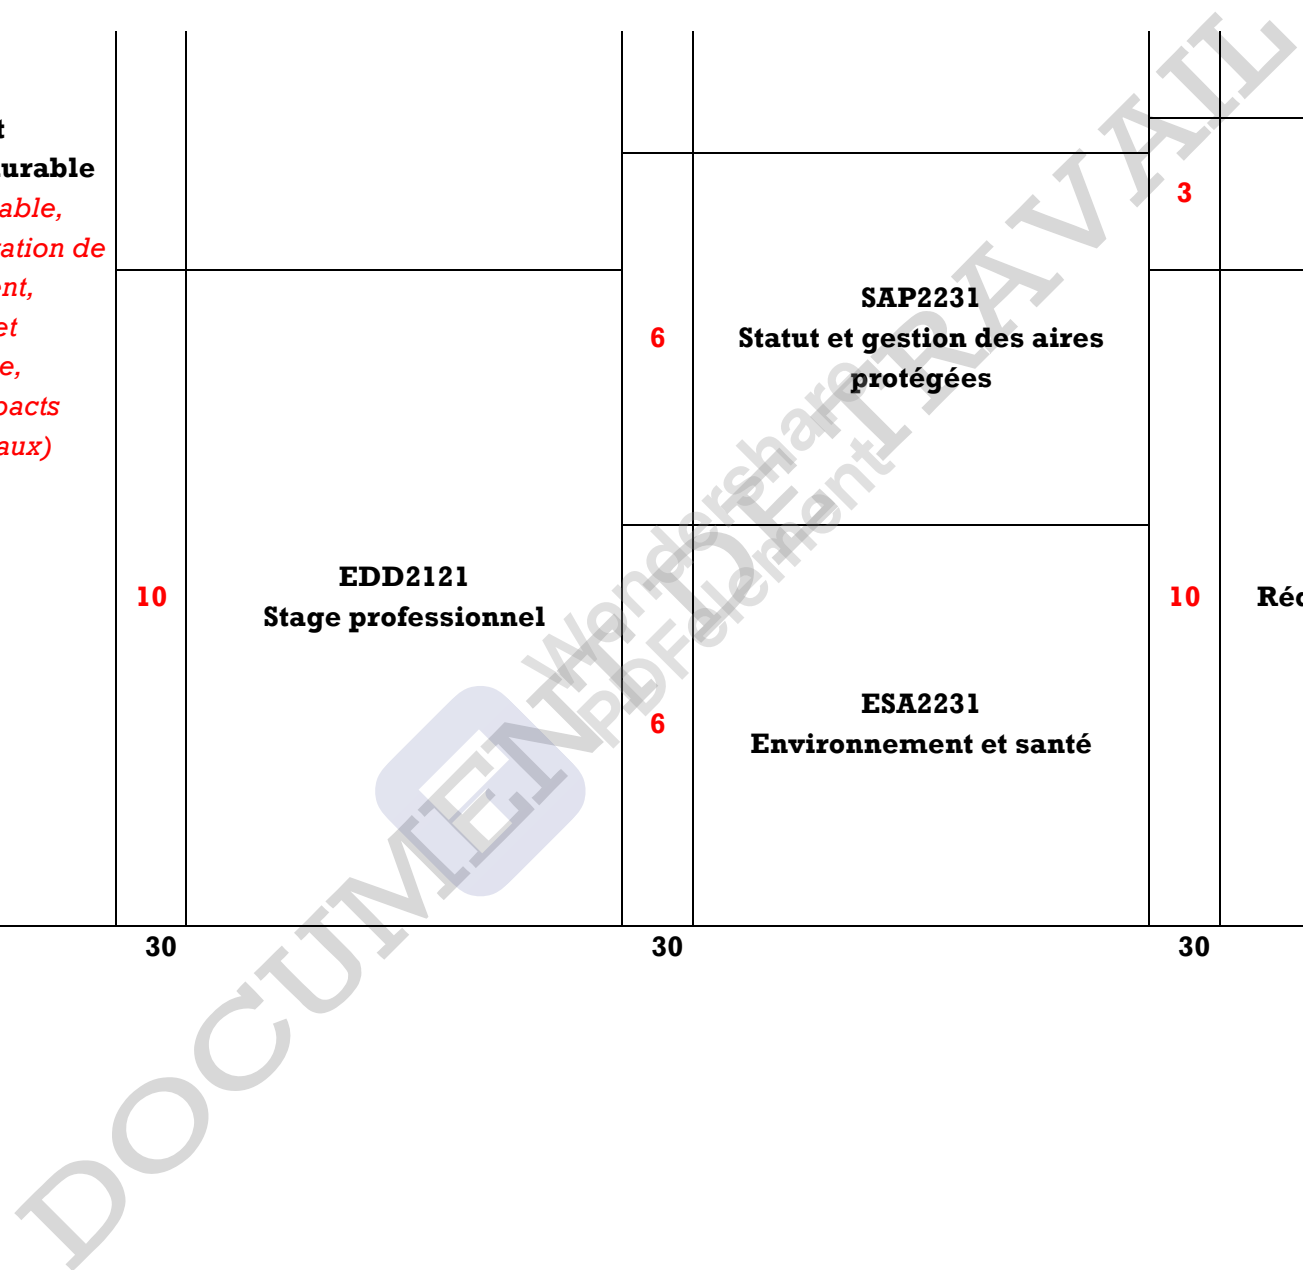 t
urable
able,
ation de
nt,
et
e,
pacts
aux)
10
EDD2121
Stage professionnel
6
SAP2231
Statut et gestion des aires
protégées
6
ESA2231
Environnement et santé
3
10
30
30
30
DOCUMENT DE TRAVAIL
Wondershare
PDFelement